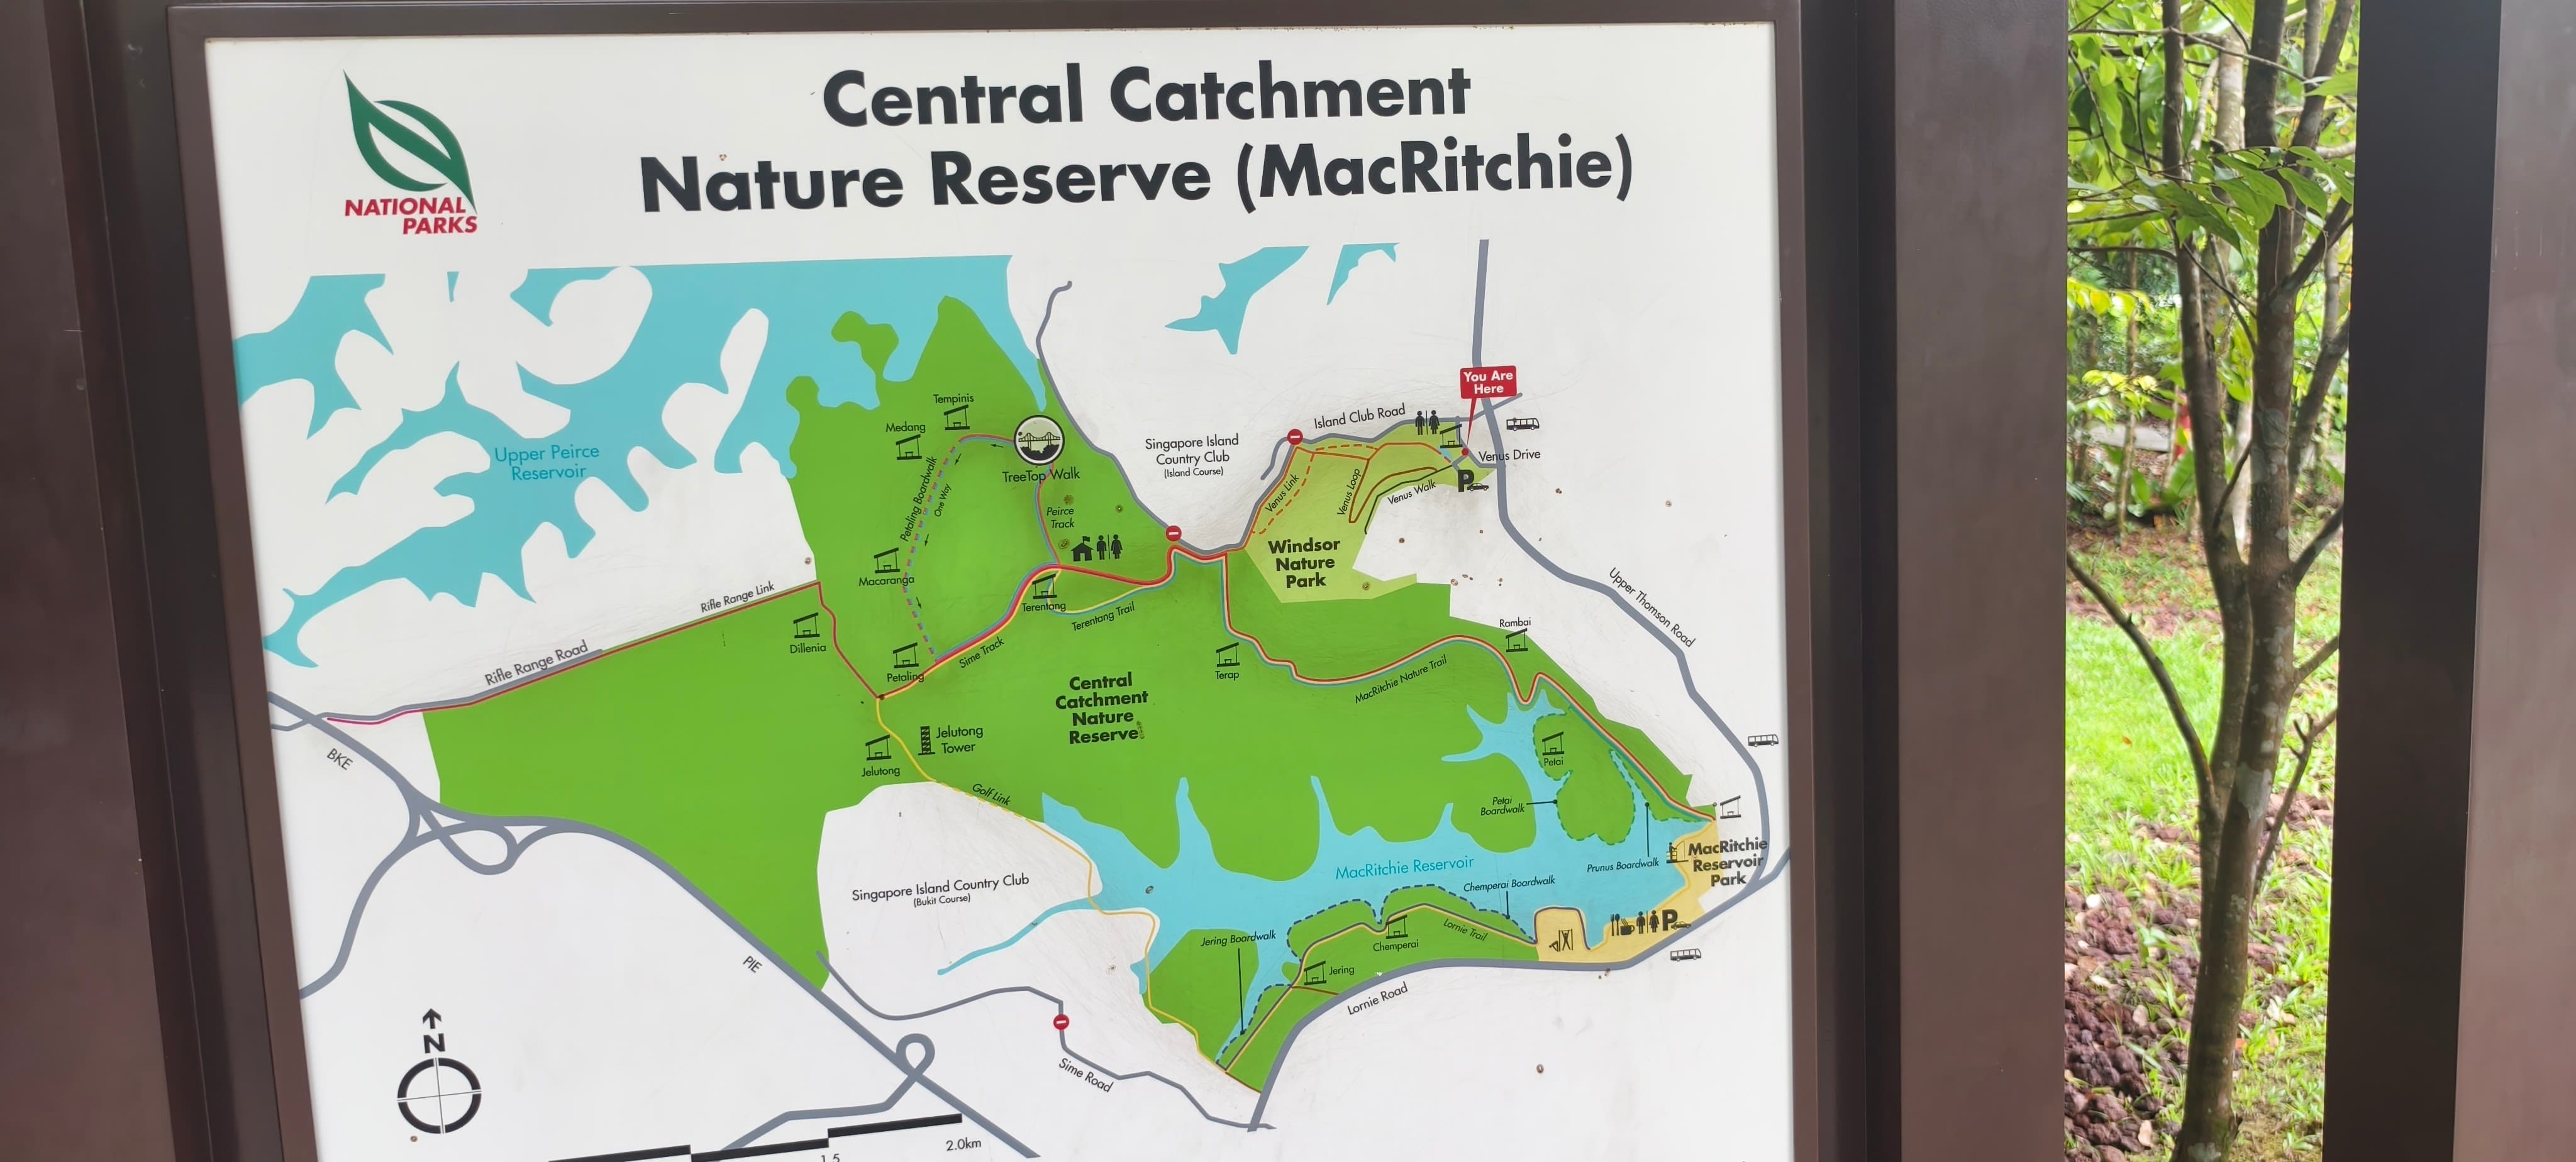 Central Catchment
Nature Reserve (MacRitchie)
NATIONAL
PARKS
You Are
Here
Tempinis
Medang
TreeTop Walk
Petaling Boardwalk
One Way
Peirce
Track
Macaranga
Singapore Island
Country Club
(Island Course)
Island Club Road
Venus Drive
P
Venus Link
Venus Loop
Venus Walk
Windsor
Nature
Park
Upper Peirce
Reservoir
Upper Thomson Road
Rifle Range Link
Rifle Range Road
Dillenia
Petaling
Sime Track
Terentang
Terentang Trail
Terap
MacRitchie Nature Trail
Rambai
Central
Catchment
Nature
Reserve
Jelutong
Tower
Jelutong
Golf Link
Petai
Petai
Boardwalk
Prunus Boardwalk
MacRitchie
Reservoir
Park
MacRitchie Reservoir
Chemperai Boardwalk
Singapore Island Country Club
(Bukit Course)
Jering Boardwalk
Chemperai
Lornie Trail
P
Jering
Lornie Road
BKE
PIE
Sime Road
N
1.5
2.0km